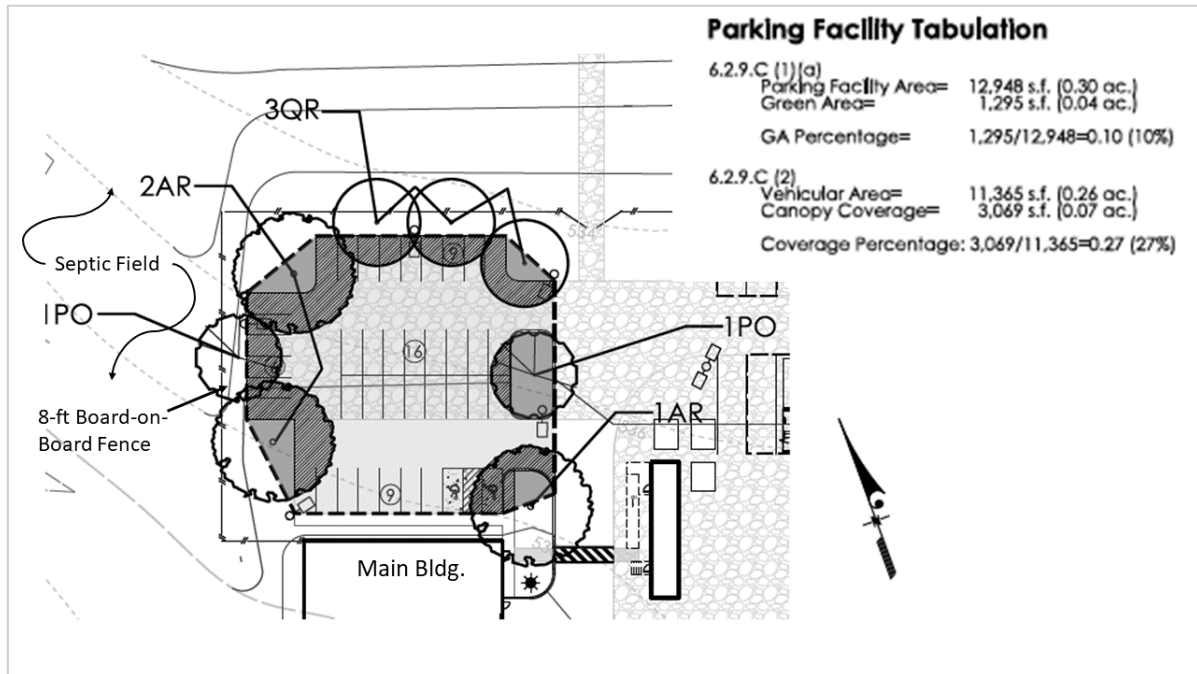 Parking Facility Tabulation
6.2.9.C (1)(a)
Parking Facility Area= 12,948 s.f. (0.30 ac.)
Green Area= 1,295 s.f. (0.04 ac.)
GA Percentage= 1,295/12,948=0.10 (10%)
6.2.9.C (2)
Vehicular Area= 11,365 s.f. (0.26 ac.)
Canopy Coverage= 3,069 s.f. (0.07 ac.)
Coverage Percentage: 3,069/11,365=0.27 (27%)
3QR
2AR
534
9
Septic Field
1PO
1PO
16
8-ft Board-on-
Board Fence
1AR
536
9
Main Bldg.